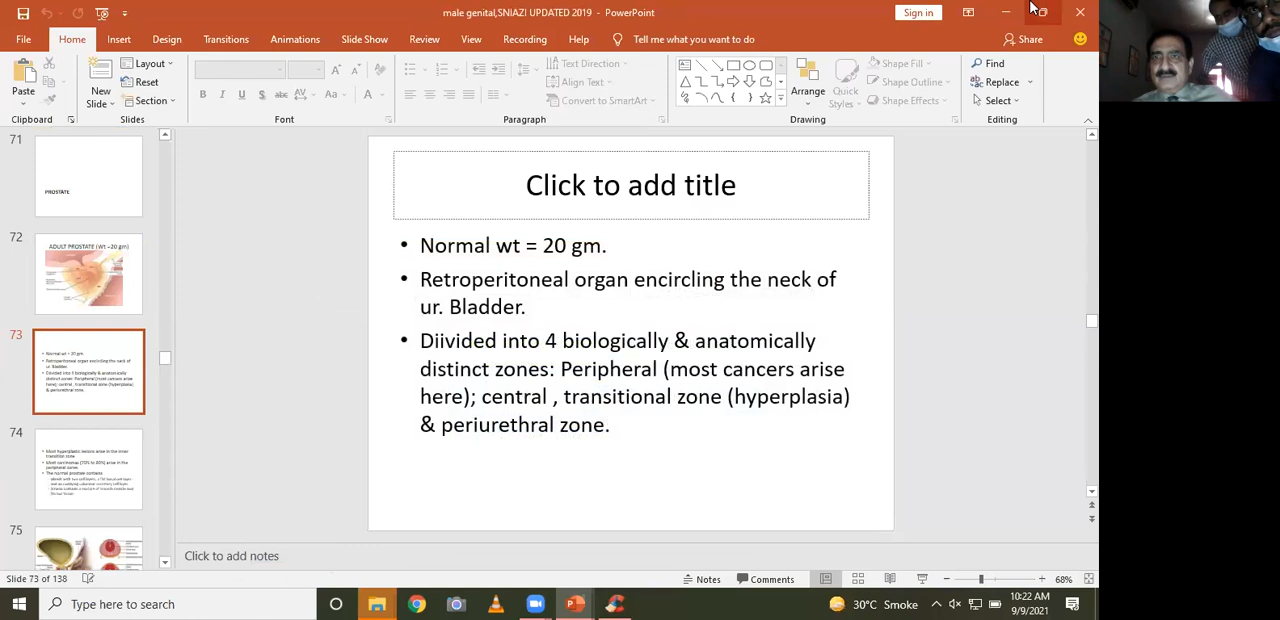 male genital,SNIAZI UPDATED 2019 - PowerPoint
Sign in
File Home Insert Design Transitions Animations Slide Show Review View Recording Help Tell me what you want to do Share
Paste
Clipboard
New Slide
Layout
Reset
Section
Slides
B I U S abc AV Aa A
Font
Text Direction
Align Text
Convert to SmartArt
Paragraph
Arrange
Quick Styles
Shape Fill
Shape Outline
Shape Effects
Drawing
Find
Replace
Select
Editing
71
PROSTATE
72
ADULT PROSTATE (Wt ~20 gm)
73
74
75
Click to add title
• Normal wt = 20 gm.
• Retroperitoneal organ encircling the neck of
ur. Bladder.
• Diivided into 4 biologically & anatomically
distinct zones: Peripheral (most cancers arise
here); central , transitional zone (hyperplasia)
& periurethral zone.
Click to add notes
Slide 73 of 138
Notes
Comments
68%
Type here to search
30°C Smoke
10:22 AM
9/9/2021